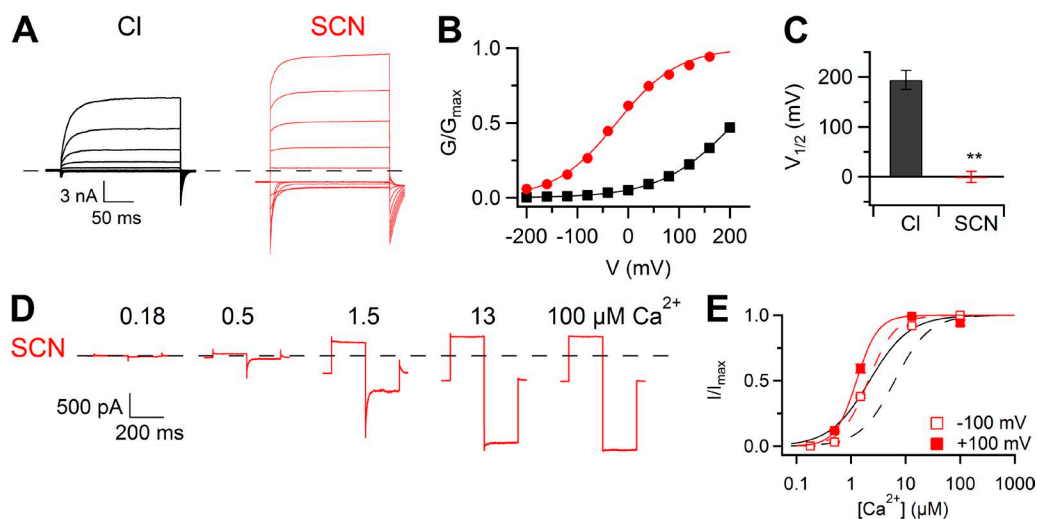 A
Cl
SCN
3 nA
50 ms
B
G/Gmax
1.0
0.5
0.0
-200
-100
0
100
200
V (mV)
C
V1/2 (mV)
200
100
0
**
Cl
SCN
D
0.18
0.5
1.5
13
100 µM Ca2+
SCN
500 pA
200 ms
E
I/Imax
1.0
0.5
0.0
-100 mV
+100 mV
0.1
1
10
100
1000
[Ca2+] (µM)